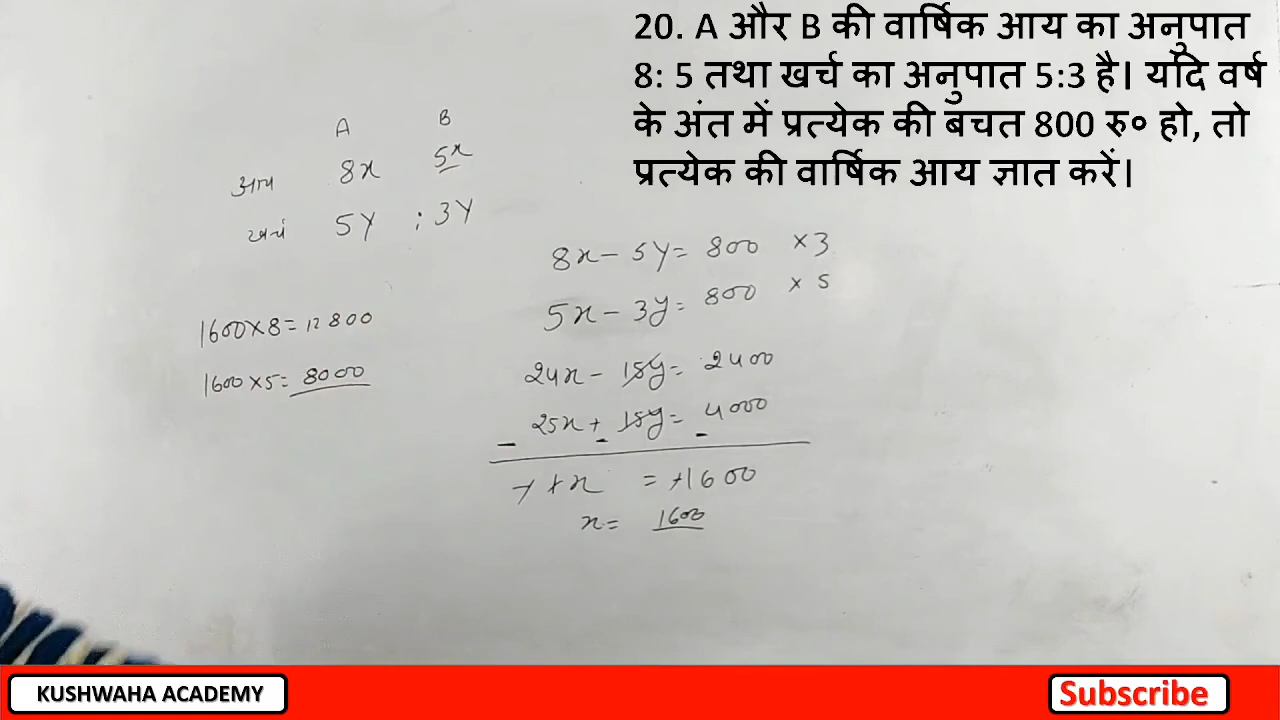 20. A और B की वार्षिक आय का अनुपात
8: 5 तथा खर्च का अनुपात 5:3 है। यदि वर्ष
के अंत में प्रत्येक की बचत 800 रु० हो, तो
प्रत्येक की वार्षिक आय ज्ञात करें।
A B
आय 8x 5x
खर्च 5Y : 3Y
8x - 5y = 800 × 3
5x - 3y = 800 × 5
1600×8 = 12800
1600×5 = 8000
24x - 15y = 2400
25x + 15y = 4000
- - -
+x = +1600
x = 1600
KUSHWAHA ACADEMY
Subscribe